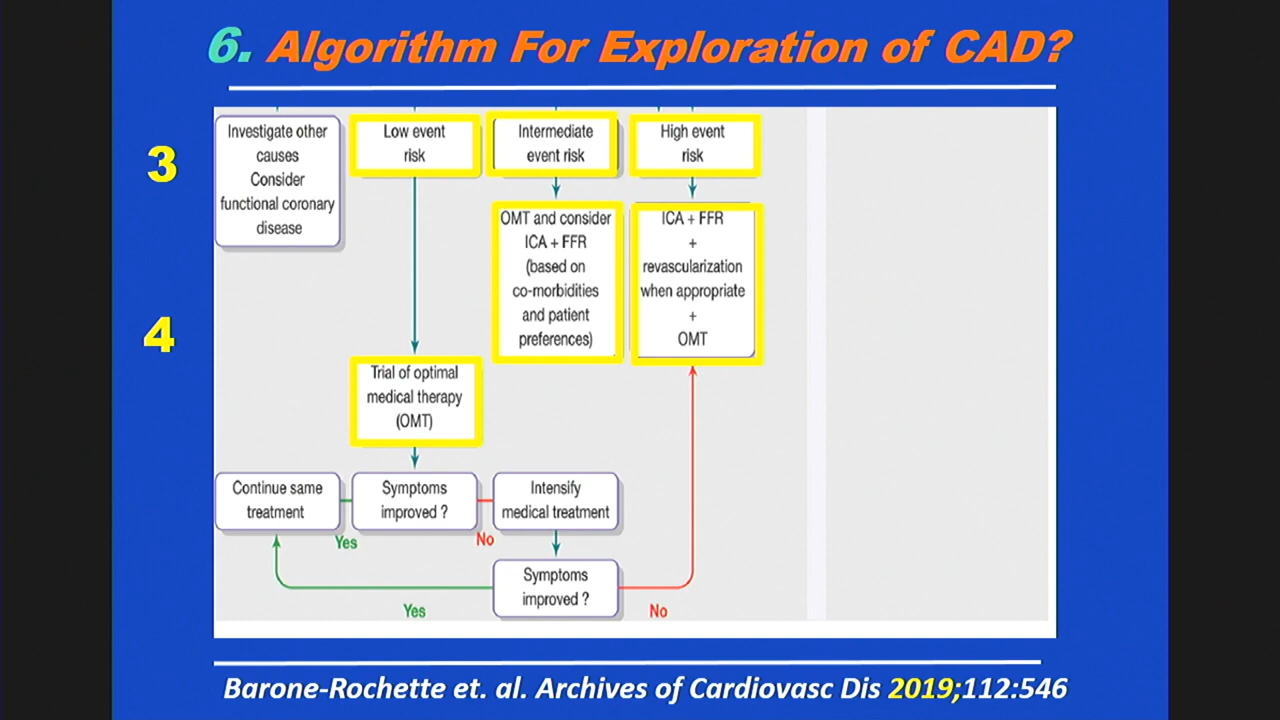 6. Algorithm For Exploration of CAD?
3
Investigate other
causes
Consider
functional coronary
disease
Low event
risk
Intermediate
event risk
High event
risk
4
OMT and consider
ICA + FFR
(based on
co-morbidities
and patient
preferences)
ICA + FFR
+
revascularization
when appropriate
+
OMT
Trial of optimal
medical therapy
(OMT)
Continue same
treatment
Yes
Symptoms
improved ?
No
Intensify
medical treatment
Symptoms
improved ?
Yes
No
Barone-Rochette et. al. Archives of Cardiovasc Dis 2019;112:546